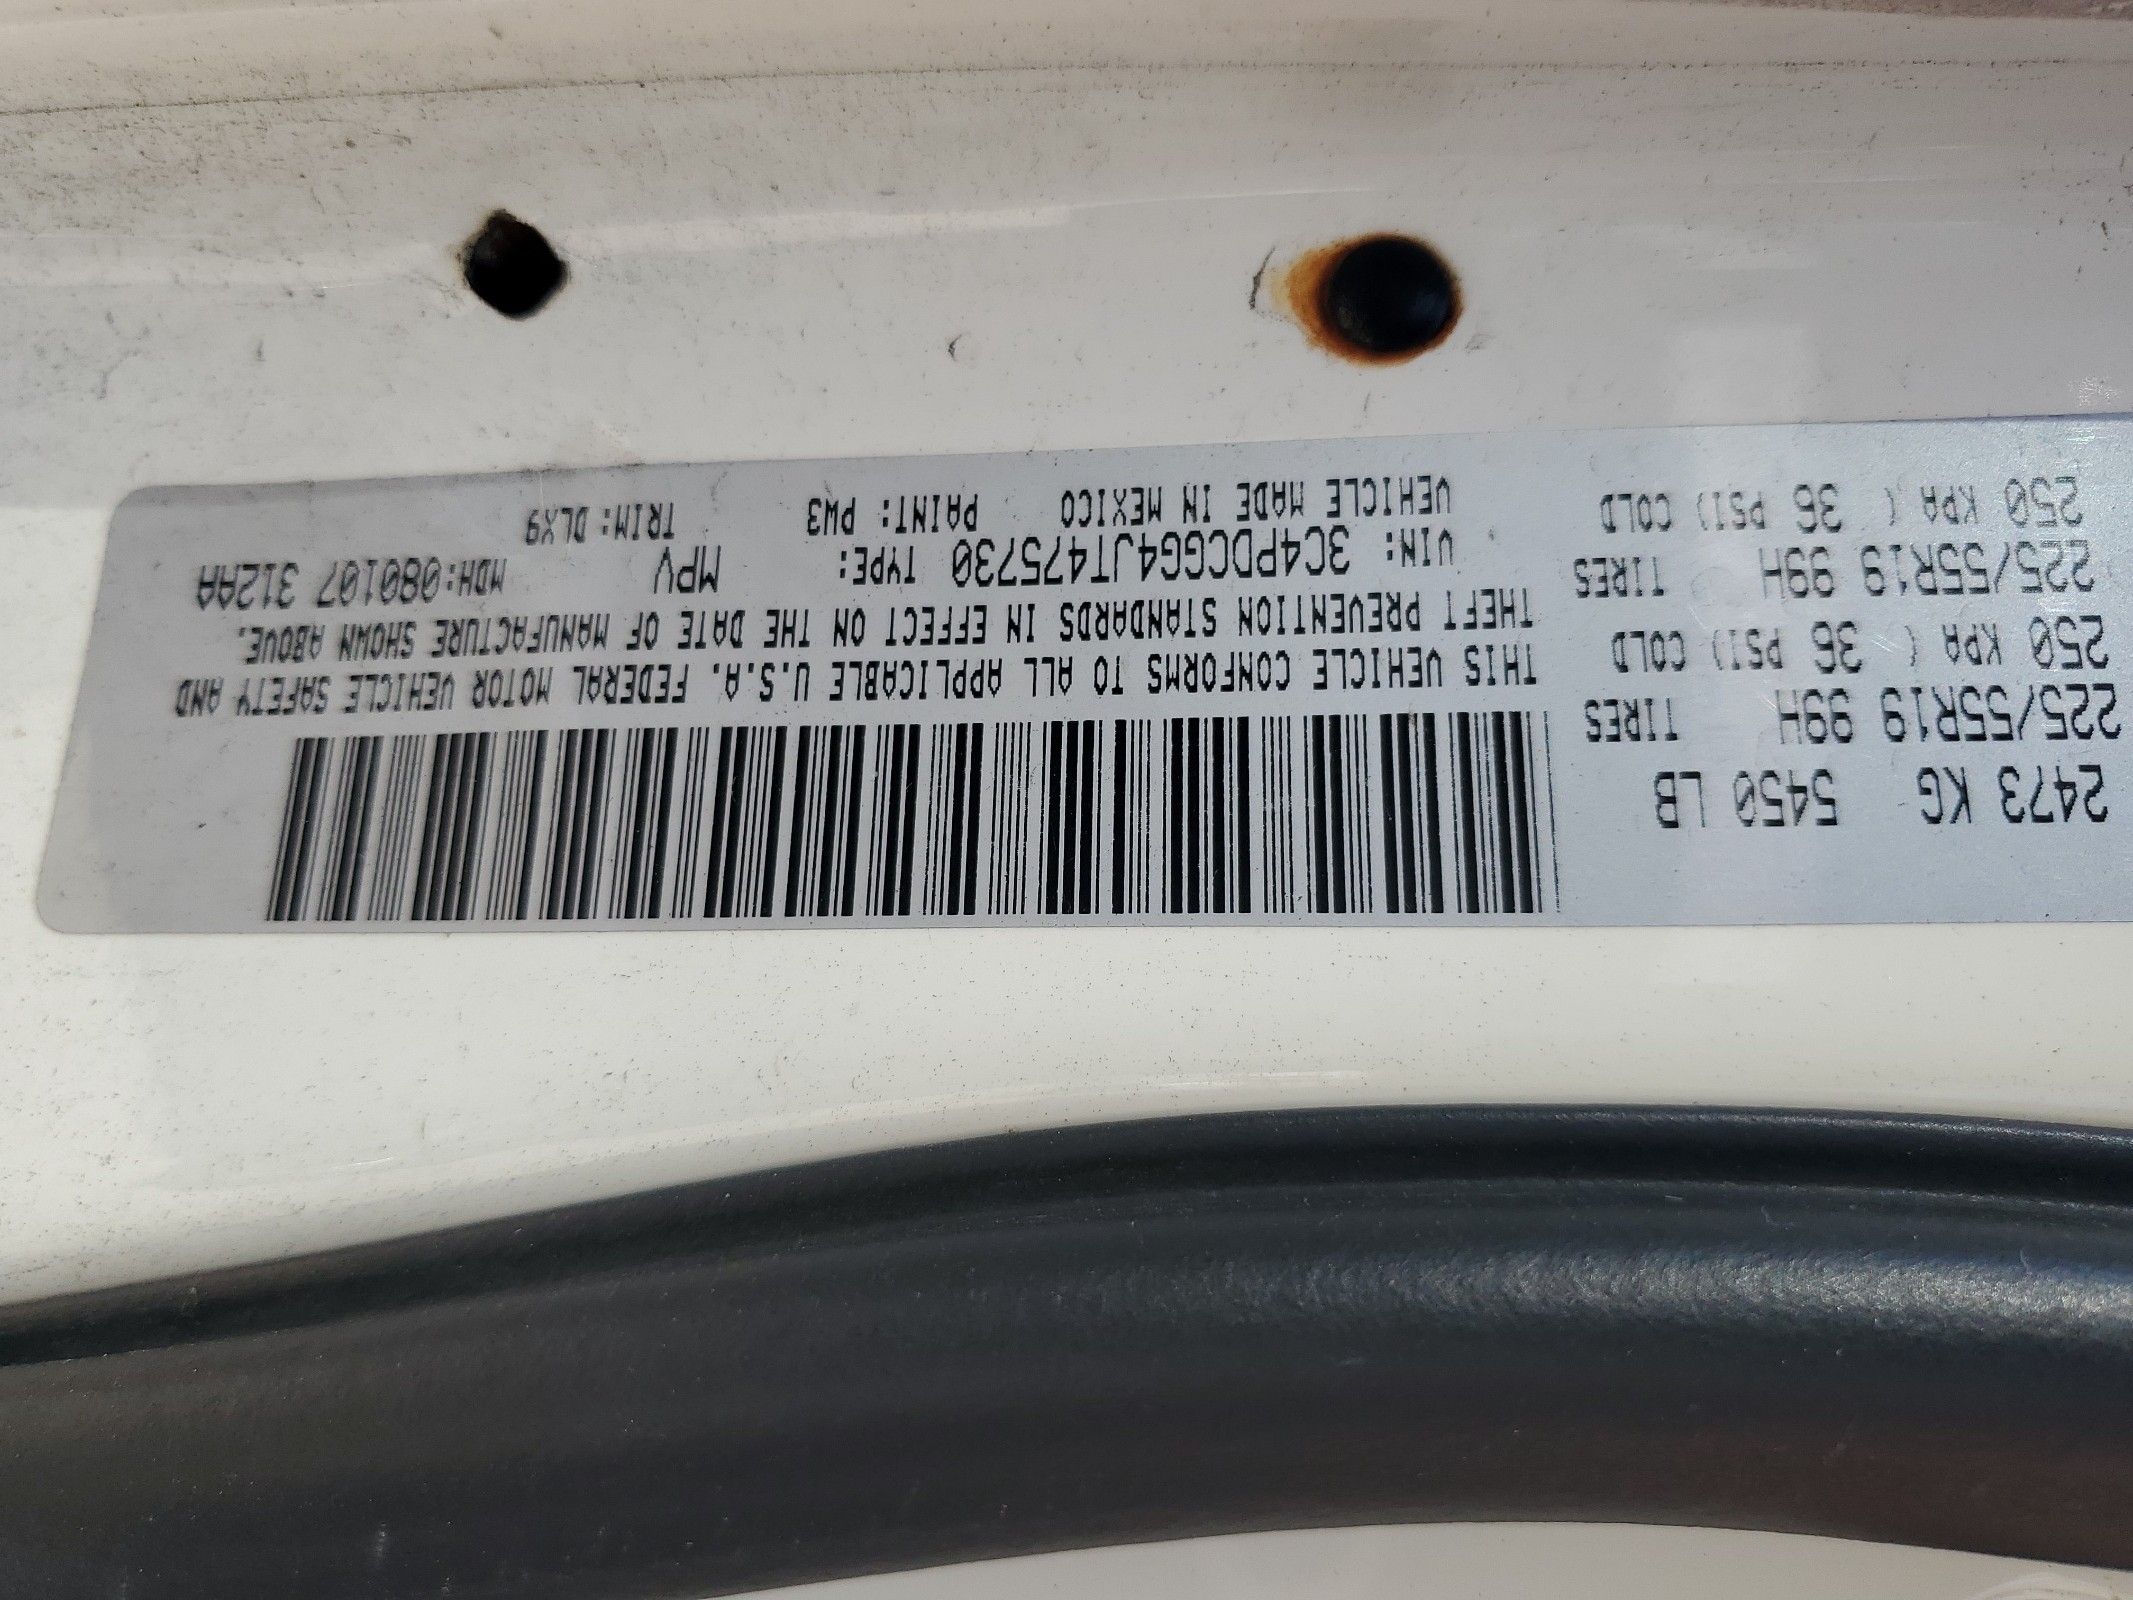 2473 KG 5450 LB
225/55R19 99H TIRES
250 KPA ( 36 PSI) COLD
225/55R19 99H TIRES
250 KPA ( 36 PSI) COLD
THIS VEHICLE CONFORMS TO ALL APPLICABLE U.S.A. FEDERAL MOTOR VEHICLE SAFETY AND
THEFT PREVENTION STANDARDS IN EFFECT ON THE DATE OF MANUFACTURE SHOWN ABOVE.
VIN: 3C4PDCGG4JT475730 TYPE: MPV MDH:080107 312AA
VEHICLE MADE IN MEXICO PAINT: PW3 TRIM: DLX9